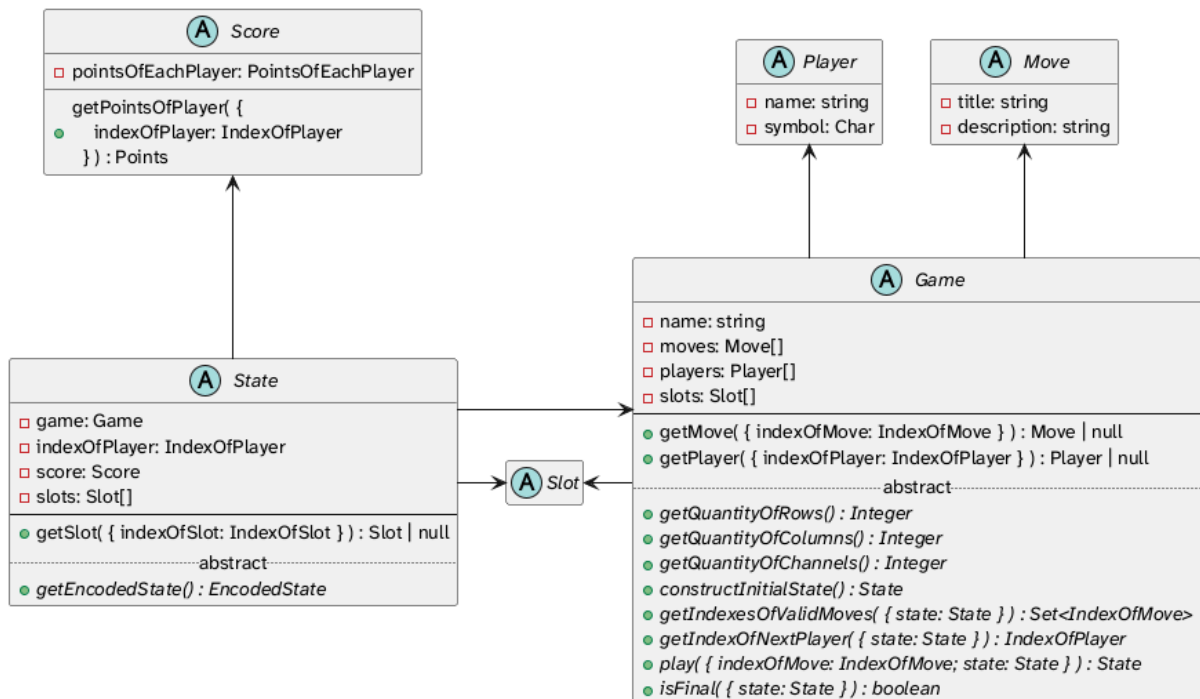 A Score
pointsOfEachPlayer: PointsOfEachPlayer
getPointsOfPlayer( {
indexOfPlayer: IndexOfPlayer
} ) : Points
A Player
name: string
symbol: Char
A Move
title: string
description: string
A State
game: Game
indexOfPlayer: IndexOfPlayer
score: Score
slots: Slot[]
getSlot( { indexOfSlot: IndexOfSlot } ) : Slot | null
abstract
getEncodedState() : EncodedState
A Slot
A Game
name: string
moves: Move[]
players: Player[]
slots: Slot[]
getMove( { indexOfMove: IndexOfMove } ) : Move | null
getPlayer( { indexOfPlayer: IndexOfPlayer } ) : Player | null
abstract
getQuantityOfRows() : Integer
getQuantityOfColumns() : Integer
getQuantityOfChannels() : Integer
constructInitialState() : State
getIndexesOfValidMoves( { state: State } ) : Set<IndexOfMove>
getIndexOfNextPlayer( { state: State } ) : IndexOfPlayer
play( { indexOfMove: IndexOfMove; state: State } ) : State
isFinal( { state: State } ) : boolean